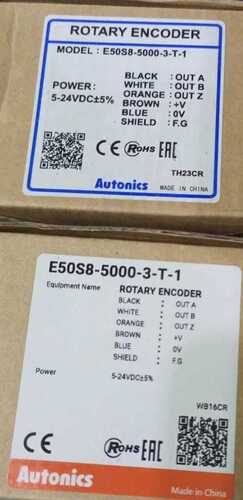 ROTARY ENCODER
MODEL : E50S8-5000-3-T-1
POWER:
5-24VDC±5%
BLACK :OUT A
WHITE :OUT B
ORANGE :OUT Z
BROWN :+V
BLUE :0V
SHIELD :F.G
CE RoHS EAC
TH23CR
Autonics MADE IN CHINA
E50S8-5000-3-T-1
Equipment Name ROTARY ENCODER
BLACK :OUT A
WHITE :OUT B
ORANGE :OUT Z
BROWN :+V
BLUE :0V
SHIELD :F.G
Power 5-24VDC±5%
WB16CR
CE RoHS EAC
Autonics Made in China